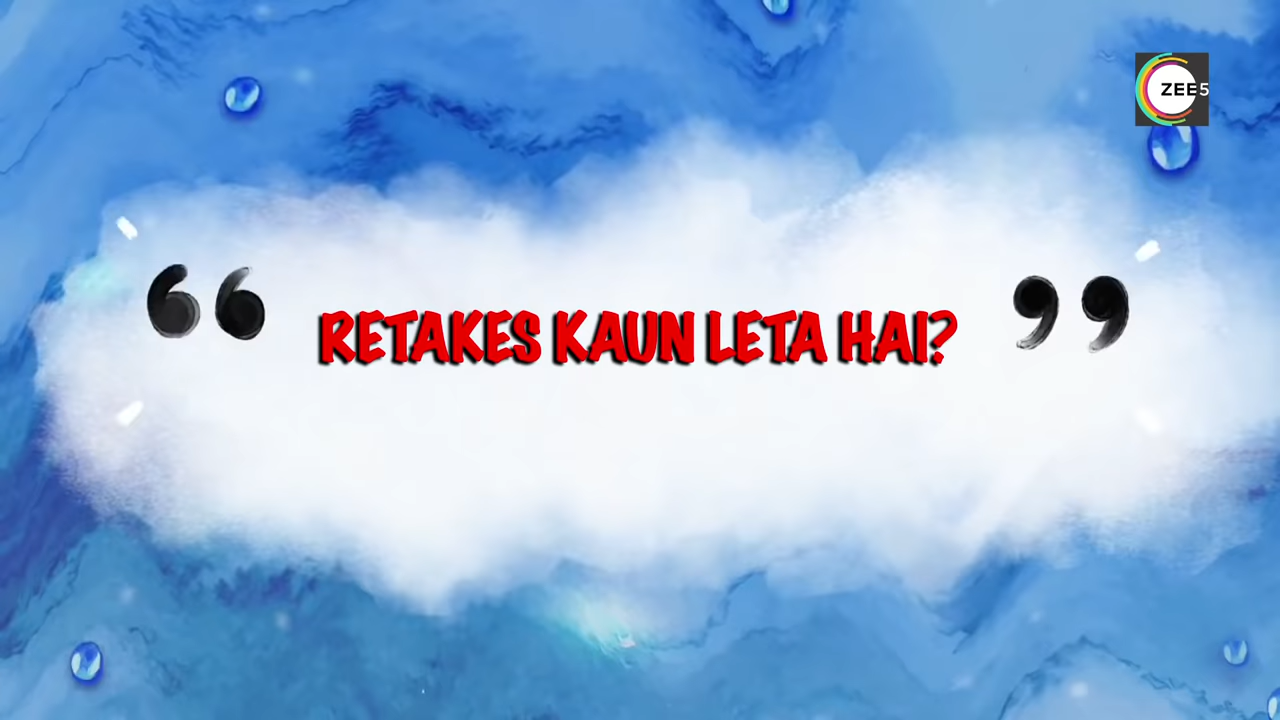 ZEE5
“ RETAKES KAUN LETA HAI? ”